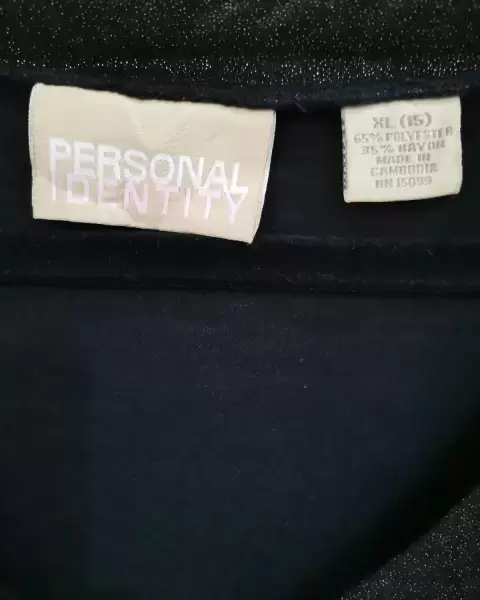 PERSONAL
IDENTITY
XL (15)
65% POLYESTER
35% RAYON
MADE IN
CAMBODIA
RN 15099